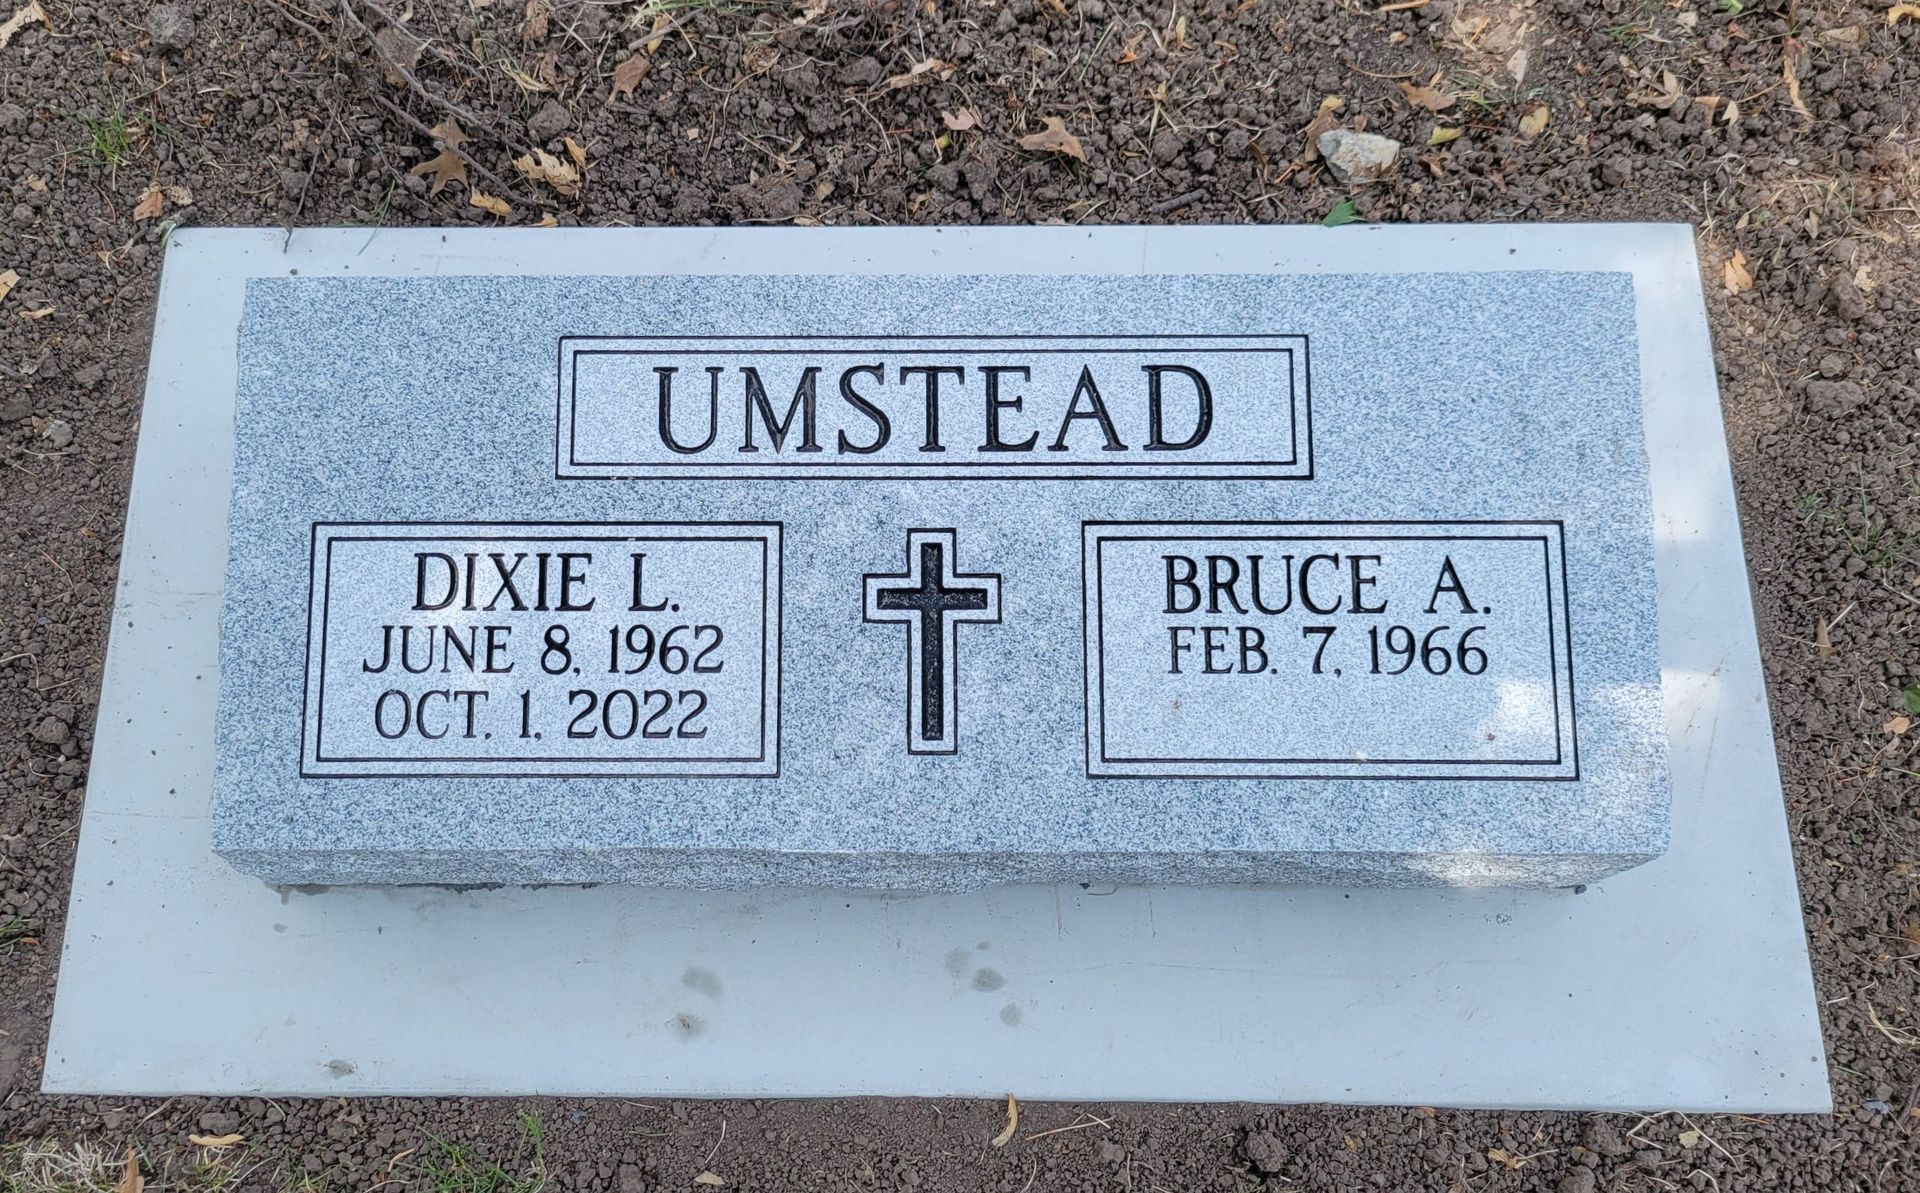 UMSTEAD
DIXIE L.
JUNE 8, 1962
OCT. 1, 2022
BRUCE A.
FEB. 7, 1966